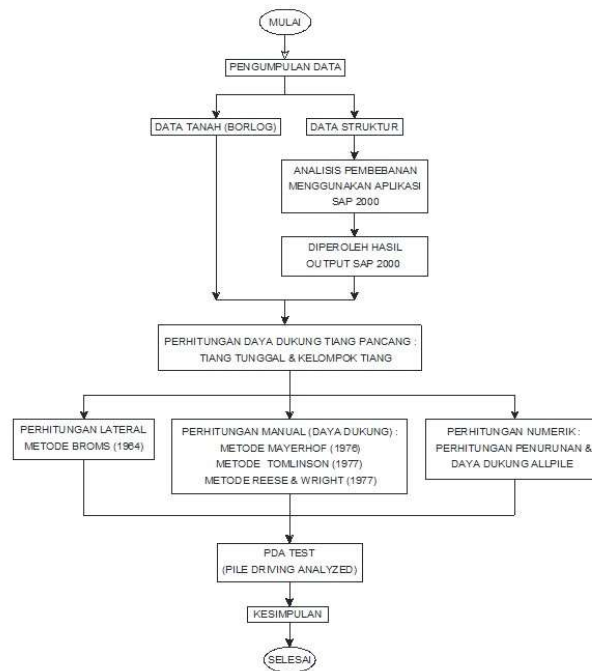 MULAI
PENGUMPULAN DATA
DATA TANAH (BORLOG)
DATA STRUKTUR
ANALISIS PEMBEBANAN
MENGGUNAKAN APLIKASI
SAP 2000
DIPEROLEH HASIL
OUTPUT SAP 2000
PERHITUNGAN DAYA DUKUNG TIANG PANCANG :
TIANG TUNGGAL & KELOMPOK TIANG
PERHITUNGAN LATERAL
METODE BROMS (1964)
PERHITUNGAN MANUAL (DAYA DUKUNG) :
METODE MAYERHOF (1976)
METODE TOMLINSON (1977)
METODE REESE & WRIGHT (1977)
PERHITUNGAN NUMERIK :
PERHITUNGAN PENURUNAN &
DAYA DUKUNG ALLPILE
PDA TEST
(PILE DRIVING ANALYZED)
KESIMPULAN
SELESAI